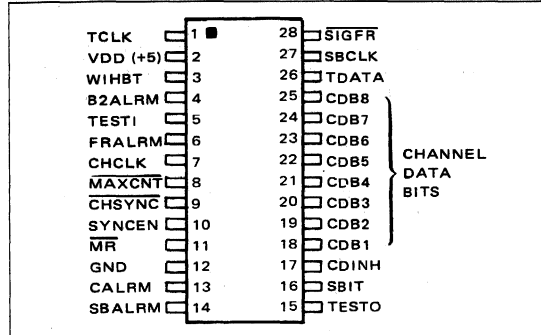 TCLK 1 28 SIGFR
VDD (+5) 2 27 SBCLK
WIHBT 3 26 TDATA
B2ALRM 4 25 CDB8
TESTI 5 24 CDB7
FRALRM 6 23 CDB6
CHCLK 7 22 CDB5
MAXCNT 8 21 CDB4
CHSYNC 9 20 CDB3
SYNCEN 10 19 CDB2
MR 11 18 CDB1
GND 12 17 CDINH
CALRM 13 16 SBIT
SBALRM 14 15 TESTO
CHANNEL
DATA
BITS